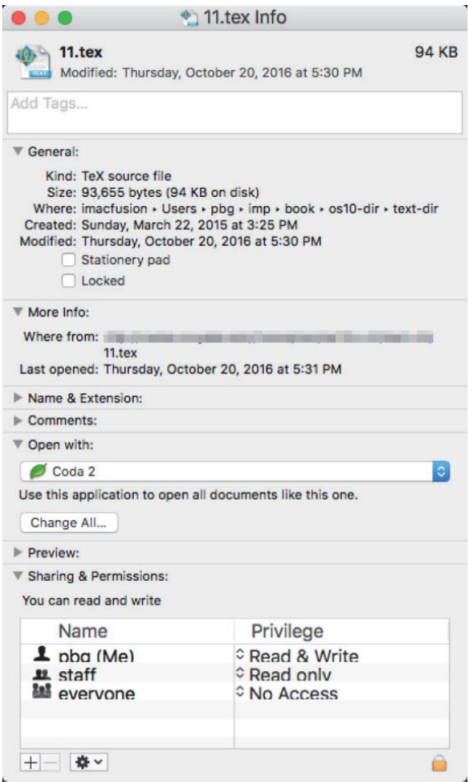 11.tex Info
11.tex 94 KB
Modified: Thursday, October 20, 2016 at 5:30 PM
Add Tags...
General:
Kind: TeX source file
Size: 93,655 bytes (94 KB on disk)
Where: imacfusion ▸ Users ▸ pbg ▸ imp ▸ book ▸ os10-dir ▸ text-dir
Created: Sunday, March 22, 2015 at 3:25 PM
Modified: Thursday, October 20, 2016 at 5:30 PM
Stationery pad
Locked
More Info:
Where from:
11.tex
Last opened: Thursday, October 20, 2016 at 5:31 PM
Name & Extension:
Comments:
Open with:
Coda 2
Use this application to open all documents like this one.
Change All...
Preview:
Sharing & Permissions:
You can read and write
Name Privilege
pbg (Me) Read & Write
staff Read only
everyone No Access